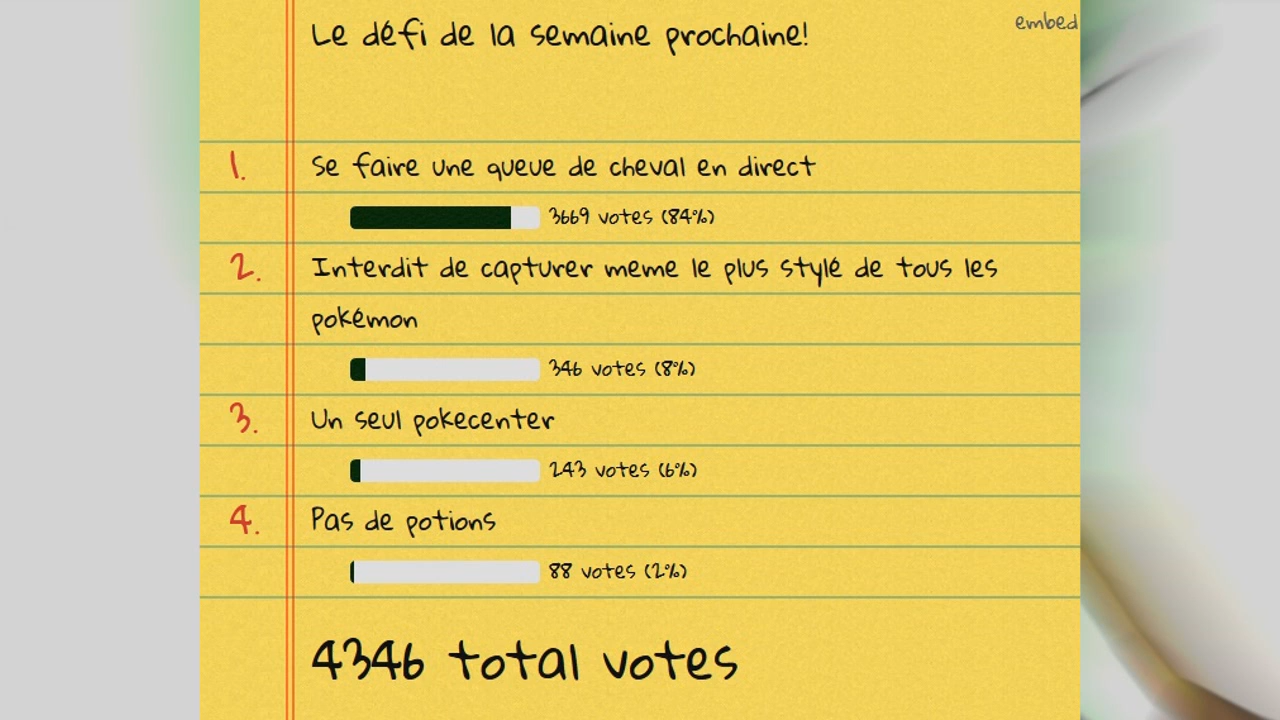 Le défi de la semaine prochaine!
embed
1. Se faire une queue de cheval en direct
3669 votes (84%)
2. Interdit de capturer meme le plus stylé de tous les
pokémon
346 votes (8%)
3. Un seul pokecenter
243 votes (6%)
4. Pas de potions
88 votes (2%)
4346 total votes